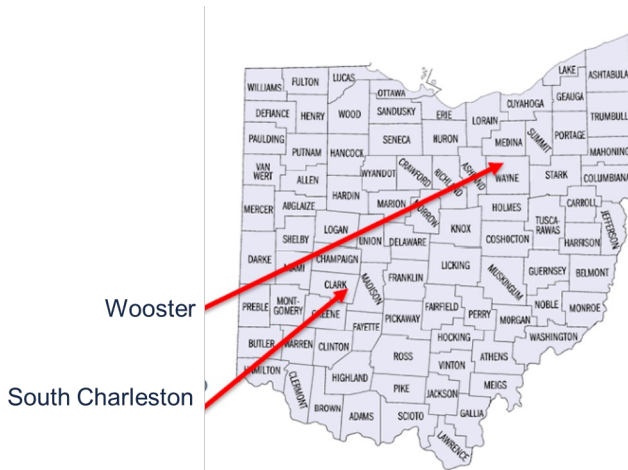 LAKE
ASHTABULA
LUCAS
FULTON
WILLIAMS
OTTAWA
GEAUGA
CUYAHOGA
DEFIANCE
HENRY
WOOD
SANDUSKY
ERIE
LORAIN
TRUMBULL
PAULDING
PUTNAM
HANCOCK
SENECA
HURON
MEDINA
SUMMIT
PORTAGE
MAHONING
VAN
WERT
ALLEN
WYANDOT
CRAWFORD
RICHLAND
ASHLAND
WAYNE
STARK
COLUMBIANA
MERCER
AUGLAIZE
HARDIN
MARION
MORROW
HOLMES
CARROLL
JEFFERSON
SHELBY
LOGAN
UNION
DELAWARE
KNOX
COSHOCTON
TUSCA-
RAWAS
HARRISON
DARKE
MIAMI
CHAMPAIGN
CLARK
MADISON
FRANKLIN
LICKING
MUSKINGUM
GUERNSEY
BELMONT
Wooster
PREBLE
MONT-
GOMERY
GREENE
FAYETTE
PICKAWAY
FAIRFIELD
PERRY
MORGAN
NOBLE
MONROE
BUTLER
WARREN
CLINTON
ROSS
HOCKING
VINTON
ATHENS
WASHINGTON
South Charleston
HAMILTON
CLERMONT
BROWN
HIGHLAND
ADAMS
PIKE
SCIOTO
JACKSON
MEIGS
GALLIA
LAWRENCE